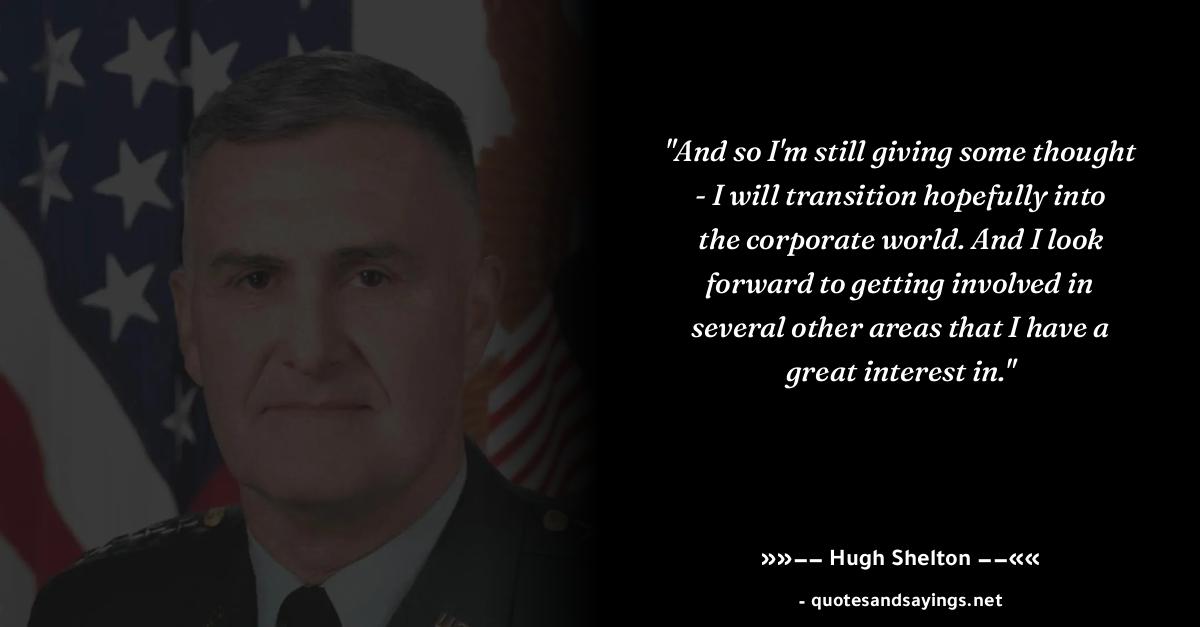 "And so I'm still giving some thought
- I will transition hopefully into
the corporate world. And I look
forward to getting involved in
several other areas that I have a
great interest in."
»»–– Hugh Shelton ––««
- quotesandsayings.net